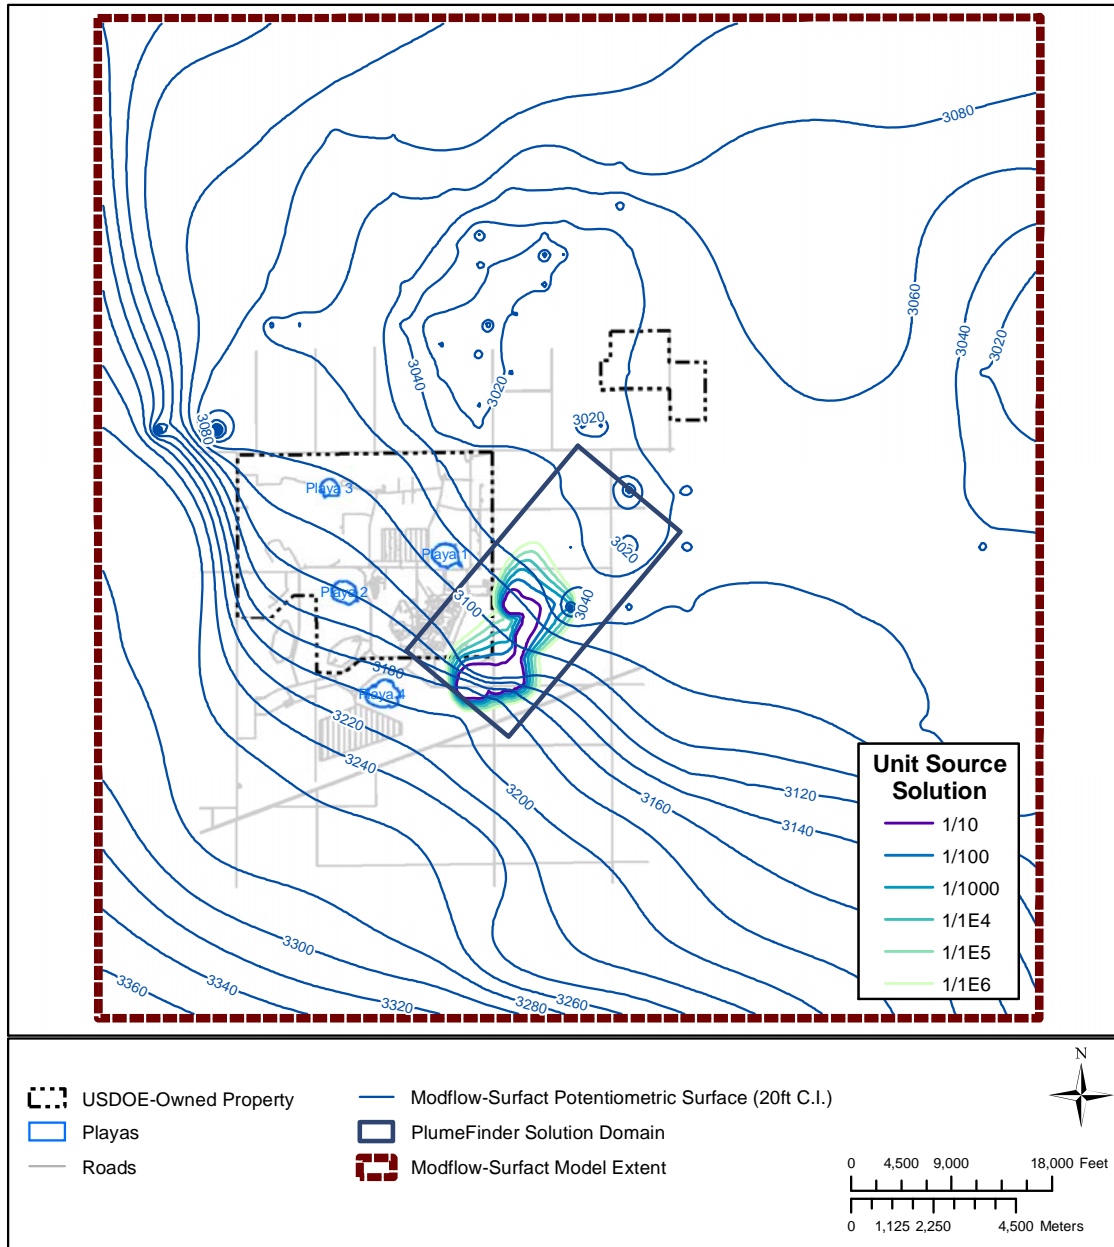 3080
3060
3040
3020
3040
3020
3080
3020
Playa 3
3020
Playa 1
Playa 2
3100
3040
3180
Playa 4
3220
3240
3200
3160
3120
3140
3300
3360
3340
3320
3280
3260
Unit Source
Solution
1/10
1/100
1/1000
1/1E4
1/1E5
1/1E6
USDOE-Owned Property
Playas
Roads
Modflow-Surfact Potentiometric Surface (20ft C.I.)
PlumeFinder Solution Domain
Modflow-Surfact Model Extent
N
0 4,500 9,000 18,000 Feet
0 1,125 2,250 4,500 Meters